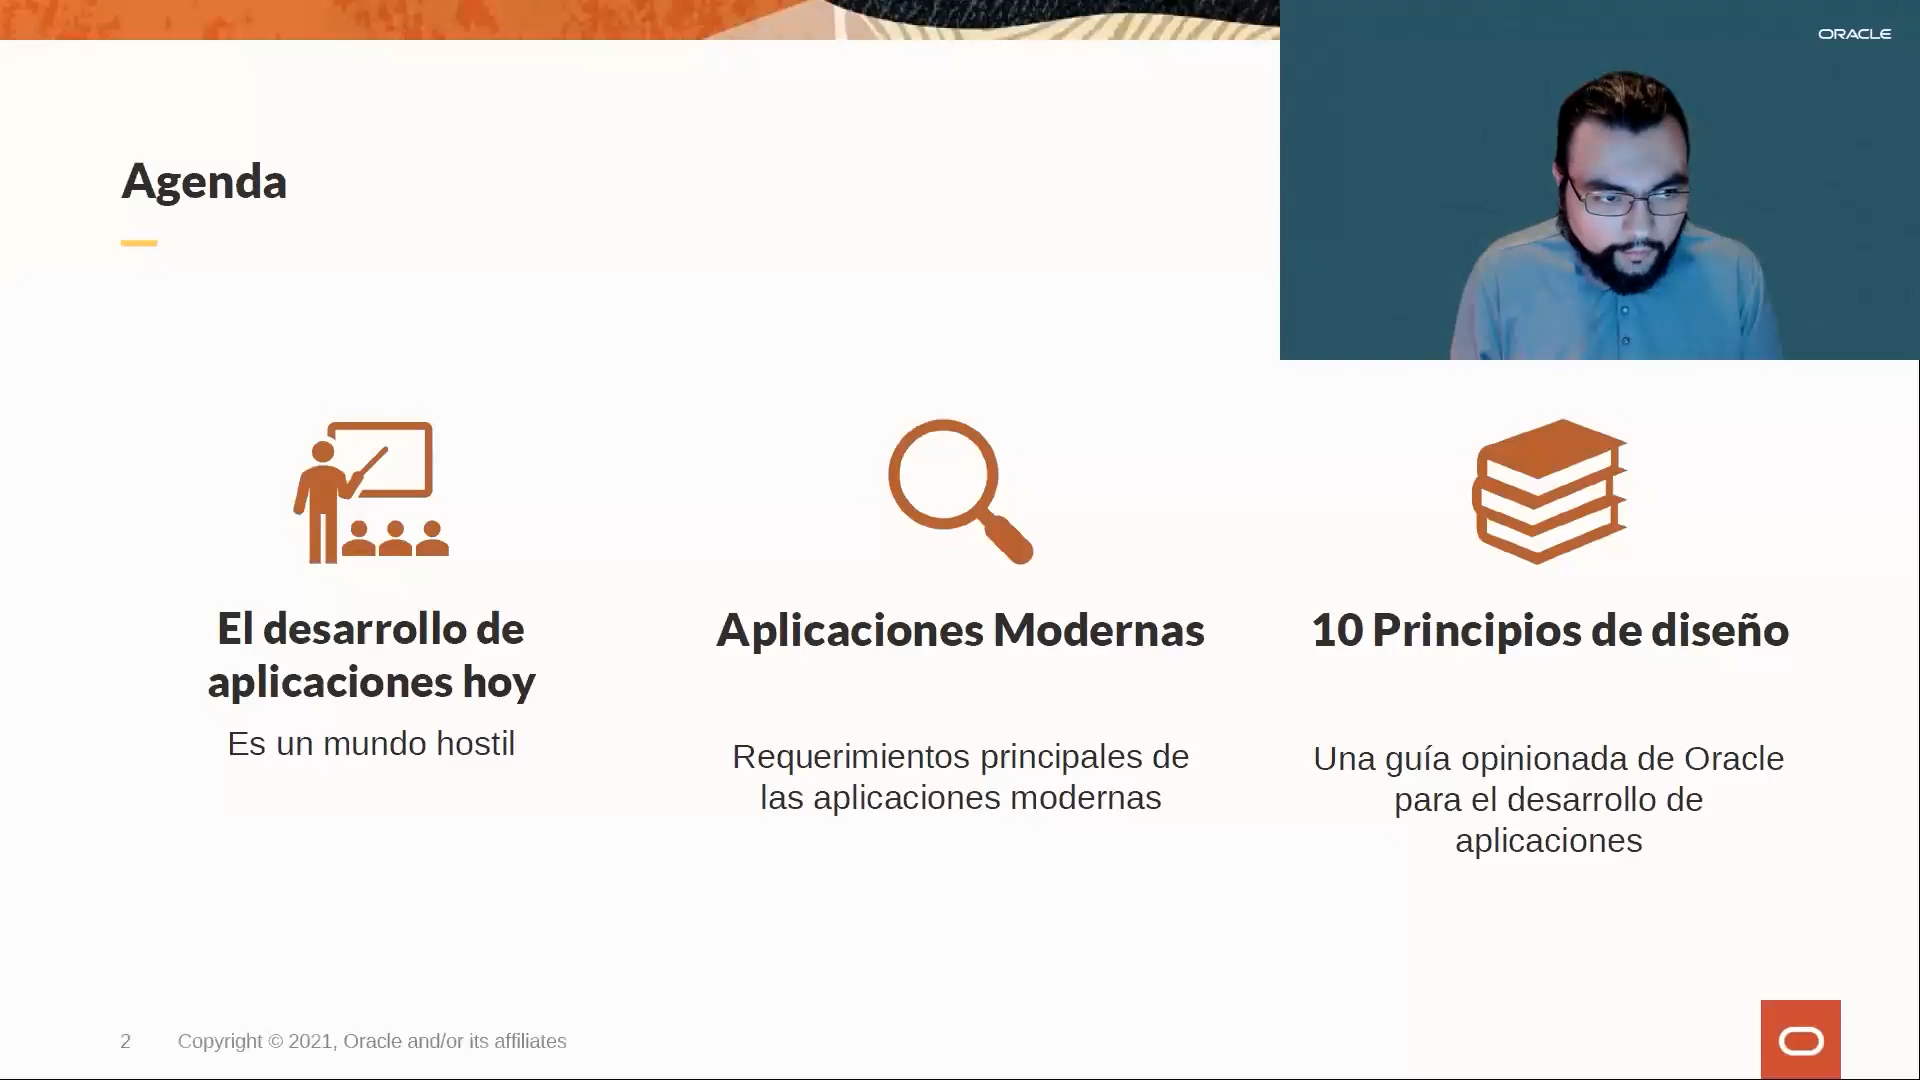 ORACLE
Agenda
El desarrollo de
aplicaciones hoy
Es un mundo hostil
Aplicaciones Modernas
Requerimientos principales de
las aplicaciones modernas
10 Principios de diseño
Una guía opinionada de Oracle
para el desarrollo de
aplicaciones
2 Copyright © 2021, Oracle and/or its affiliates